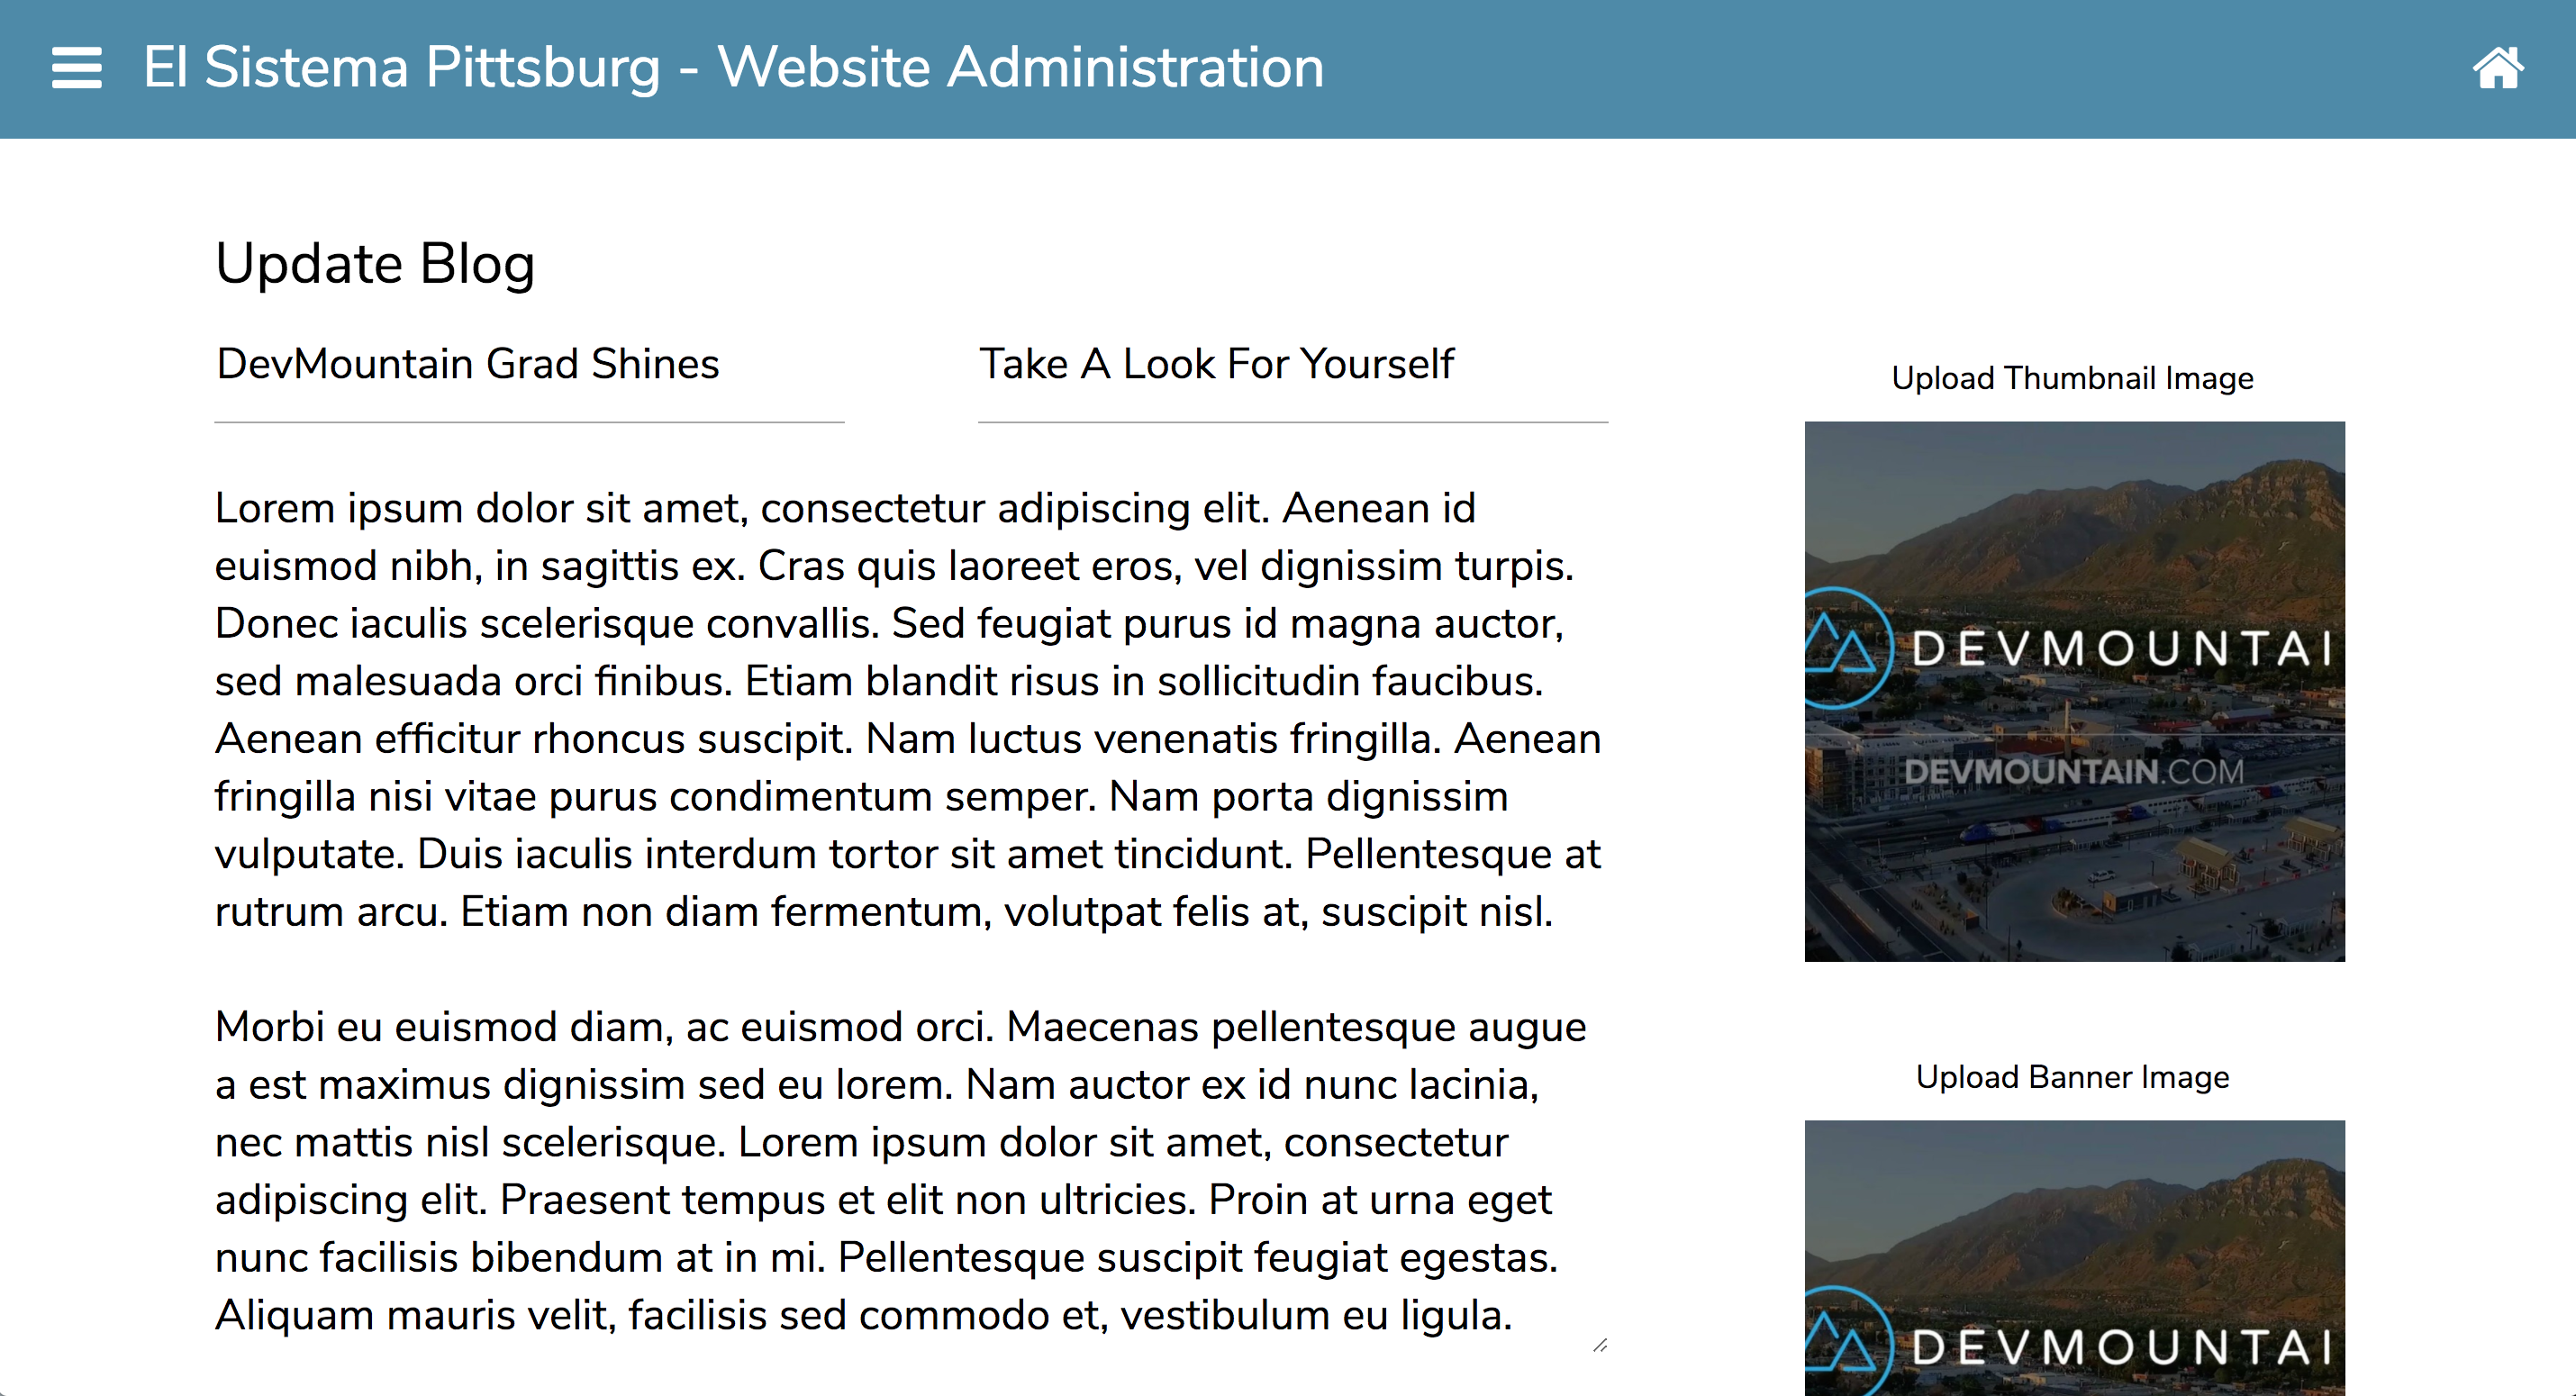 El Sistema Pittsburg - Website Administration
Update Blog
DevMountain Grad Shines
Take A Look For Yourself
Lorem ipsum dolor sit amet, consectetur adipiscing elit. Aenean id
euismod nibh, in sagittis ex. Cras quis laoreet eros, vel dignissim turpis.
Donec iaculis scelerisque convallis. Sed feugiat purus id magna auctor,
sed malesuada orci finibus. Etiam blandit risus in sollicitudin faucibus.
Aenean efficitur rhoncus suscipit. Nam luctus venenatis fringilla. Aenean
fringilla nisi vitae purus condimentum semper. Nam porta dignissim
vulputate. Duis iaculis interdum tortor sit amet tincidunt. Pellentesque at
rutrum arcu. Etiam non diam fermentum, volutpat felis at, suscipit nisl.
Morbi eu euismod diam, ac euismod orci. Maecenas pellentesque augue
a est maximus dignissim sed eu lorem. Nam auctor ex id nunc lacinia,
nec mattis nisl scelerisque. Lorem ipsum dolor sit amet, consectetur
adipiscing elit. Praesent tempus et elit non ultricies. Proin at urna eget
nunc facilisis bibendum at in mi. Pellentesque suscipit feugiat egestas.
Aliquam mauris velit, facilisis sed commodo et, vestibulum eu ligula.
Upload Thumbnail Image
DEVMOUNTAI
DEVMOUNTAIN.COM
Upload Banner Image
DEVMOUNTAI